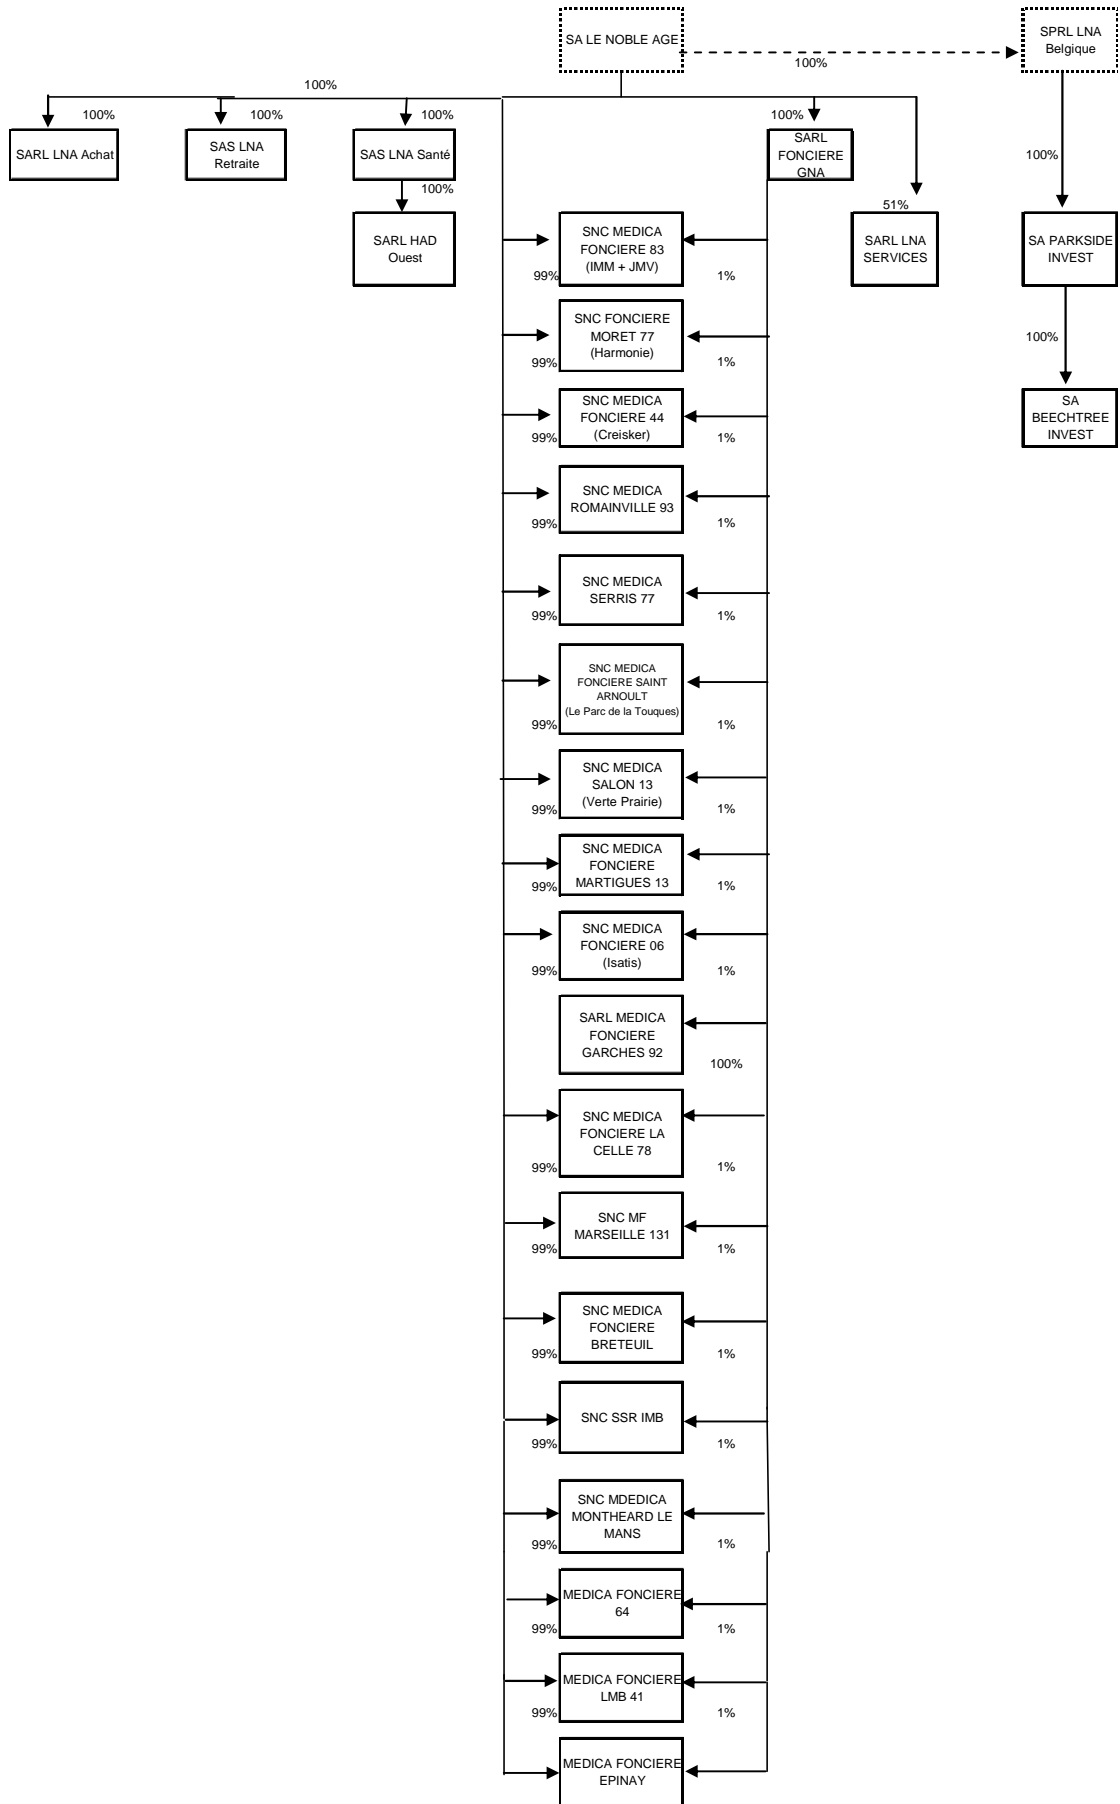 SA LE NOBLE AGE
SPRL LNA
Belgique
100%
100%
100%
100%
100%
100%
SARL LNA Achat
SAS LNA
Retraite
SAS LNA Santé
SARL
FONCIERE
GNA
100%
100%
51%
SARL HAD
Ouest
SNC MEDICA
FONCIERE 83
(IMM + JMV)
99%
1%
SARL LNA
SERVICES
SA PARKSIDE
INVEST
SNC FONCIERE
MORET 77
(Harmonie)
99%
1%
100%
SNC MEDICA
FONCIERE 44
(Creisker)
99%
1%
SA
BEECHTREE
INVEST
SNC MEDICA
ROMAINVILLE 93
99%
1%
SNC MEDICA
SERRIS 77
99%
1%
SNC MEDICA
FONCIERE SAINT
ARNOULT
(Le Parc de la Touques)
99%
1%
SNC MEDICA
SALON 13
(Verte Prairie)
99%
1%
SNC MEDICA
FONCIERE
MARTIGUES 13
99%
1%
SNC MEDICA
FONCIERE 06
(Isatis)
99%
1%
SARL MEDICA
FONCIERE
GARCHES 92
100%
SNC MEDICA
FONCIERE LA
CELLE 78
99%
1%
SNC MF
MARSEILLE 131
99%
1%
SNC MEDICA
FONCIERE
BRETEUIL
99%
1%
SNC SSR IMB
99%
1%
SNC MDEDICA
MONTHEARD LE
MANS
99%
1%
MEDICA FONCIERE
64
99%
1%
MEDICA FONCIERE
LMB 41
99%
1%
MEDICA FONCIERE
EPINAY